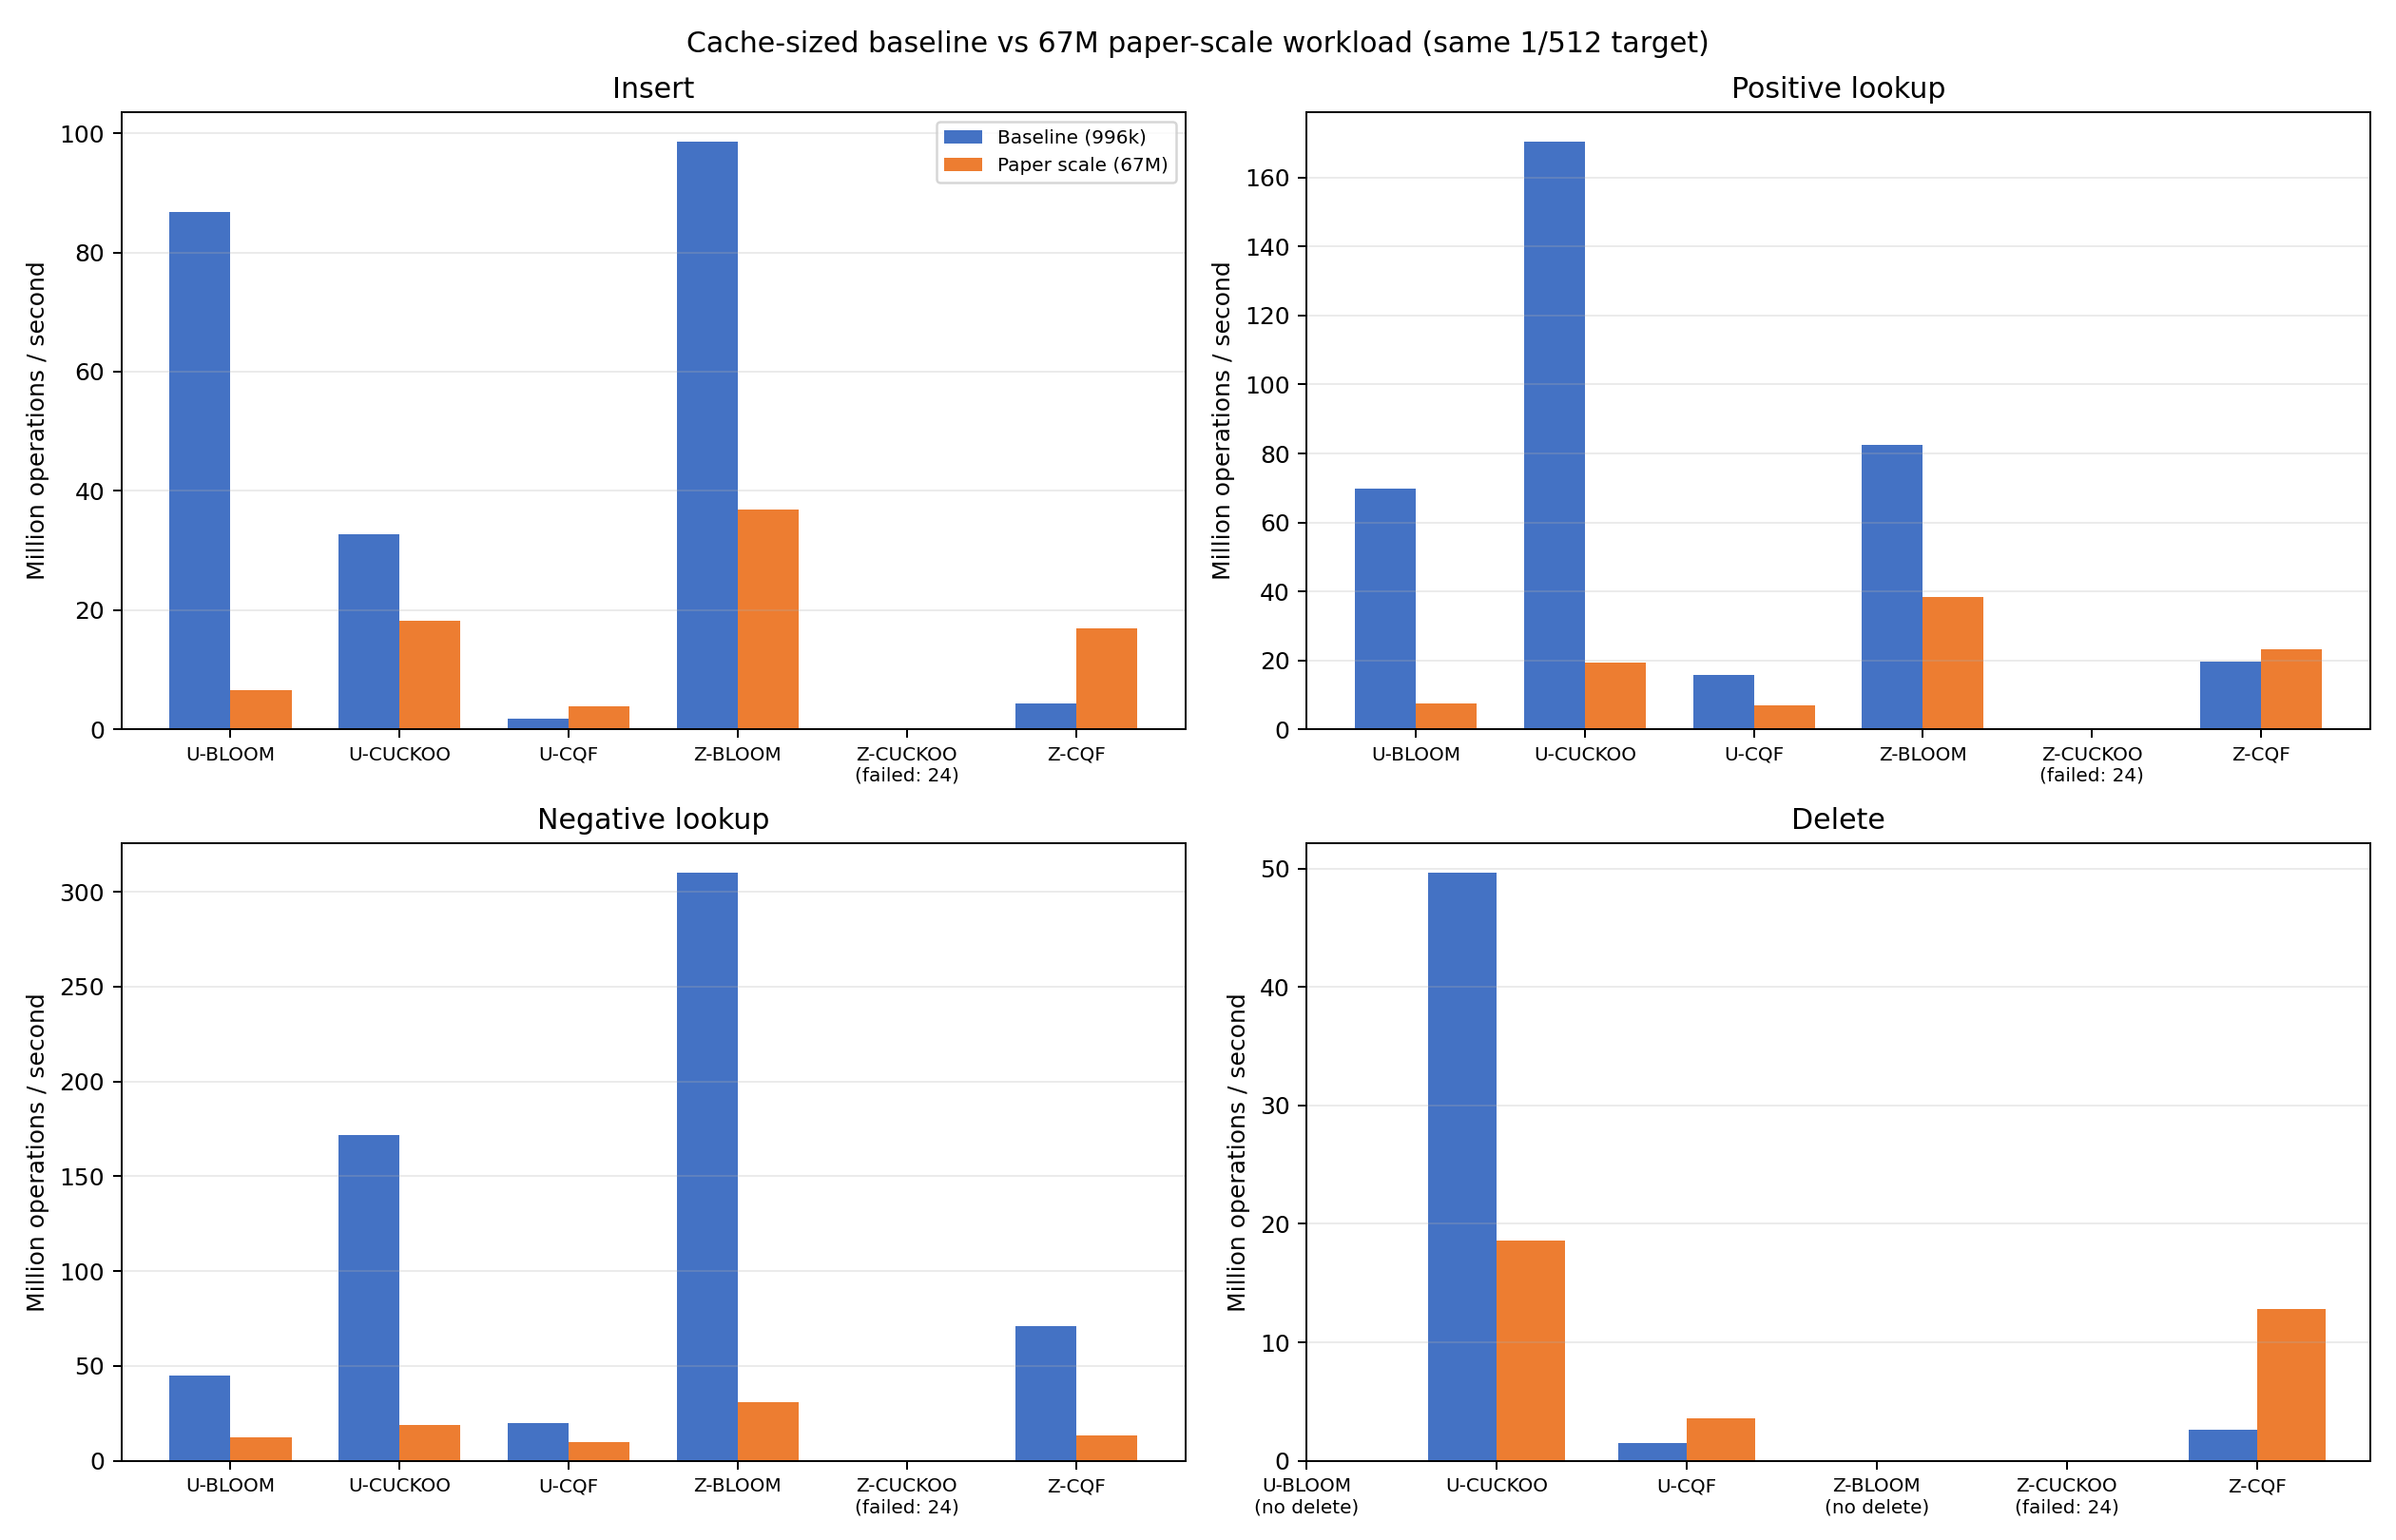 Cache-sized baseline vs 67M paper-scale workload (same 1/512 target)
Insert
Million operations / second
100
80
60
40
20
0
Baseline (996k)
Paper scale (67M)
U-BLOOM
U-CUCKOO
U-CQF
Z-BLOOM
Z-CUCKOO
(failed: 24)
Z-CQF
Positive lookup
Million operations / second
160
140
120
100
80
60
40
20
0
U-BLOOM
U-CUCKOO
U-CQF
Z-BLOOM
Z-CUCKOO
(failed: 24)
Z-CQF
Negative lookup
Million operations / second
300
250
200
150
100
50
0
U-BLOOM
U-CUCKOO
U-CQF
Z-BLOOM
Z-CUCKOO
(failed: 24)
Z-CQF
Delete
Million operations / second
50
40
30
20
10
0
U-BLOOM
(no delete)
U-CUCKOO
U-CQF
Z-BLOOM
(no delete)
Z-CUCKOO
(failed: 24)
Z-CQF